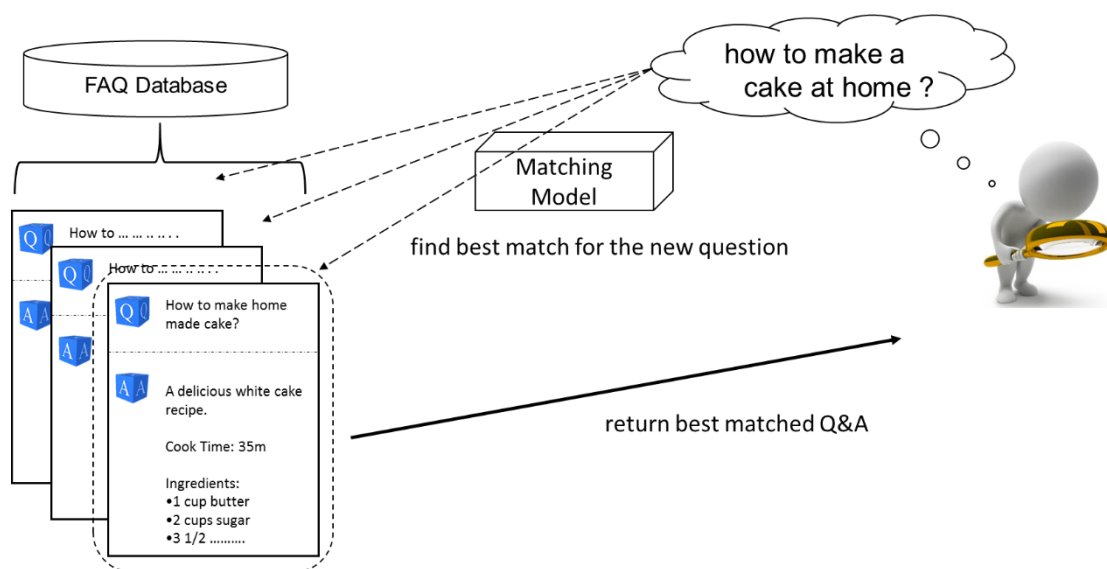 FAQ Database
how to make a
cake at home ?
Matching
Model
find best match for the new question
Q Q
How to ... ... .. .. . .
A A
Q Q
How to ... ... .. .. . .
A A
Q Q
How to make home
made cake?
A A
A delicious white cake
recipe.
Cook Time: 35m
Ingredients:
•1 cup butter
•2 cups sugar
•3 1/2 ..........
return best matched Q&A